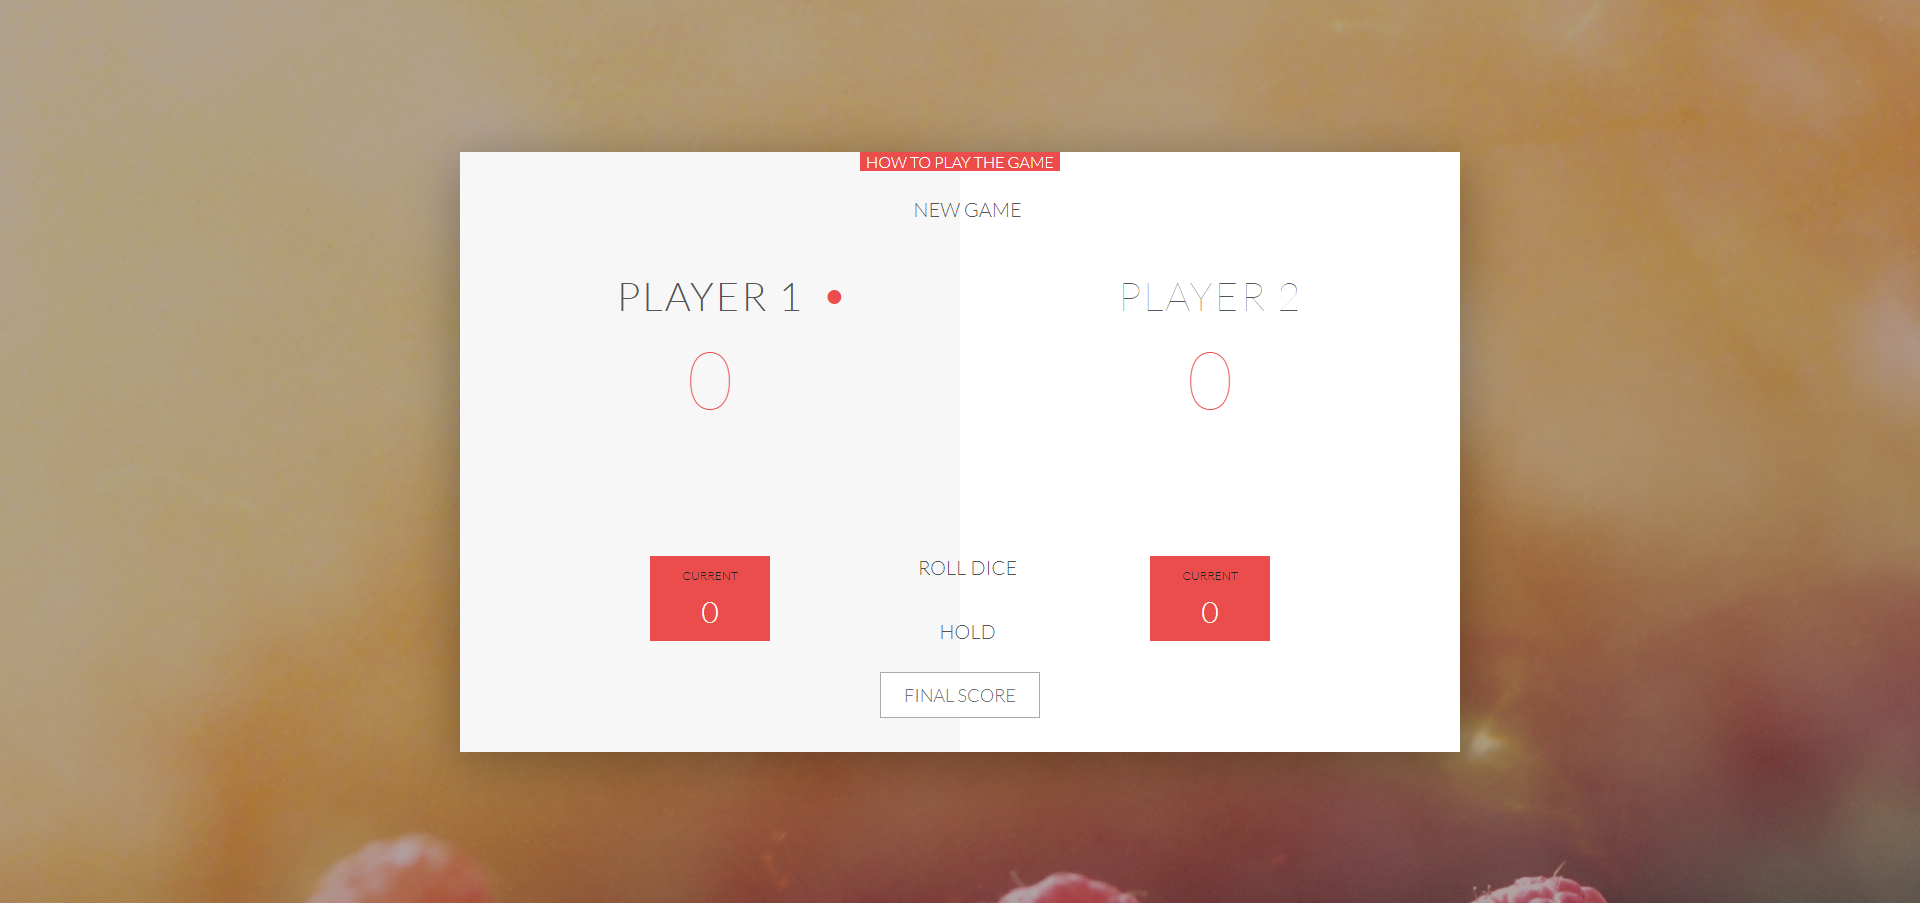 HOW TO PLAY THE GAME
NEW GAME
PLAYER 1
PLAYER 2
0
0
CURRENT
0
ROLL DICE
CURRENT
0
HOLD
FINAL SCORE